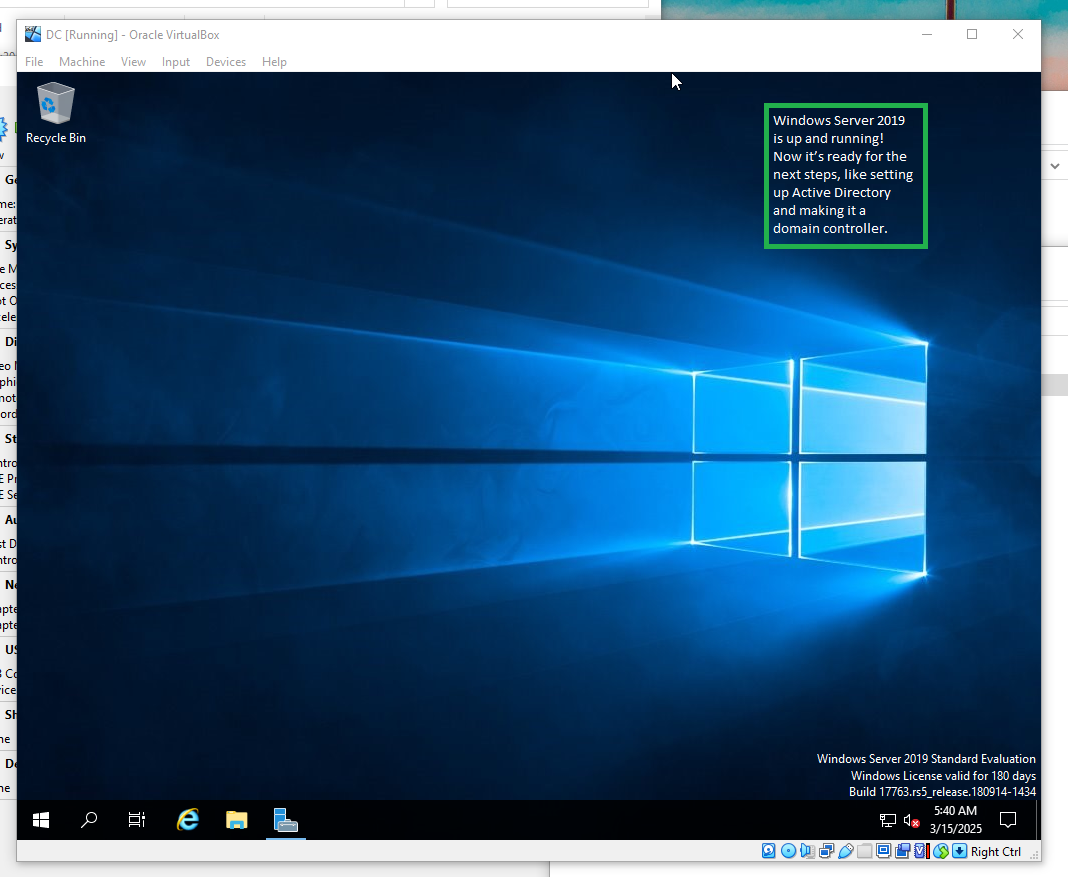 DC [Running] - Oracle VirtualBox
File Machine View Input Devices Help
Recycle Bin
Windows Server 2019
is up and running!
Now it’s ready for the
next steps, like setting
up Active Directory
and making it a
domain controller.
Windows Server 2019 Standard Evaluation
Windows License valid for 180 days
Build 17763.rs5_release.180914-1434
5:40 AM
3/15/2025
Right Ctrl